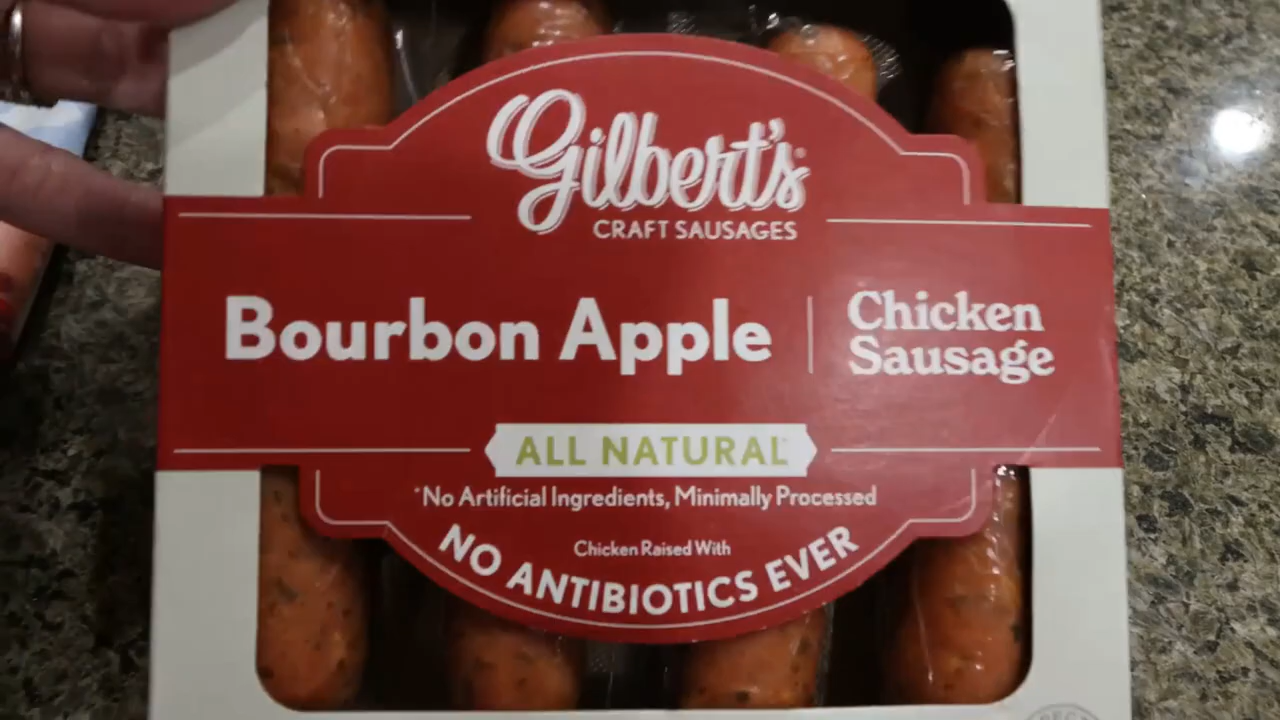 Gilbert's
CRAFT SAUSAGES
Bourbon Apple
Chicken
Sausage
ALL NATURAL*
*No Artificial Ingredients, Minimally Processed
Chicken Raised With
NO ANTIBIOTICS EVER